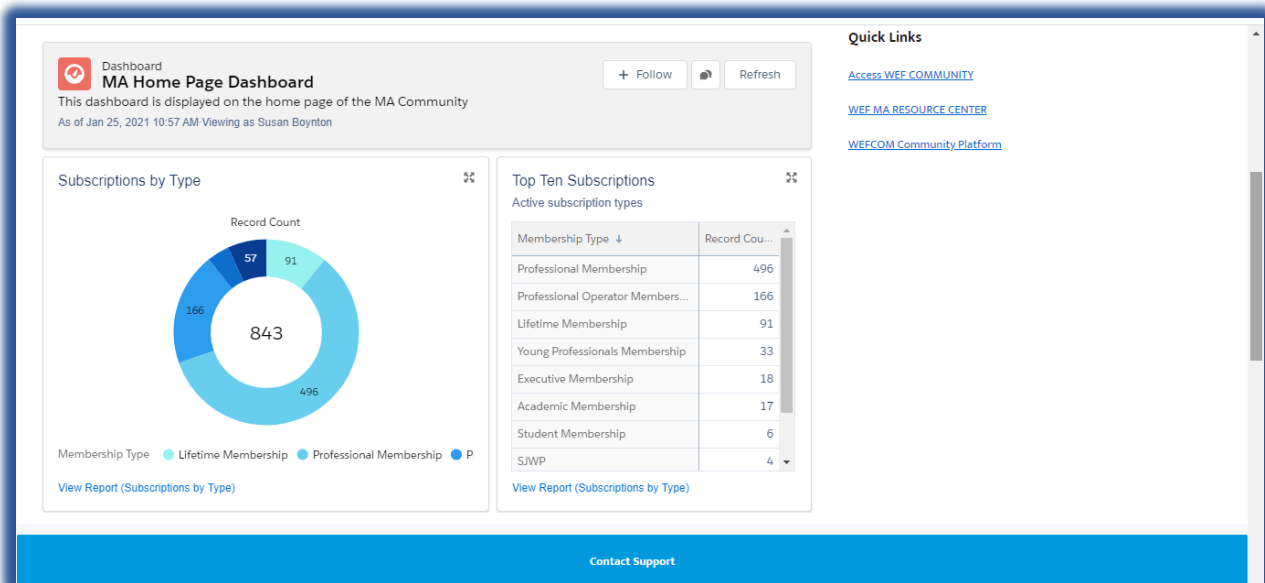 Dashboard
MA Home Page Dashboard
This dashboard is displayed on the home page of the MA Community
As of Jan 25, 2021 10:57 AM·Viewing as Susan Boynton
+ Follow
Refresh
Quick Links
Access WEF COMMUNITY
WEF MA RESOURCE CENTER
WEFCOM Community Platform
Subscriptions by Type
Record Count
57
91
166
843
496
Membership Type Lifetime Membership Professional Membership P
View Report (Subscriptions by Type)
Top Ten Subscriptions
Active subscription types
Membership Type ↓ Record Cou...
Professional Membership 496
Professional Operator Members... 166
Lifetime Membership 91
Young Professionals Membership 33
Executive Membership 18
Academic Membership 17
Student Membership 6
SJWP 4
View Report (Subscriptions by Type)
Contact Support